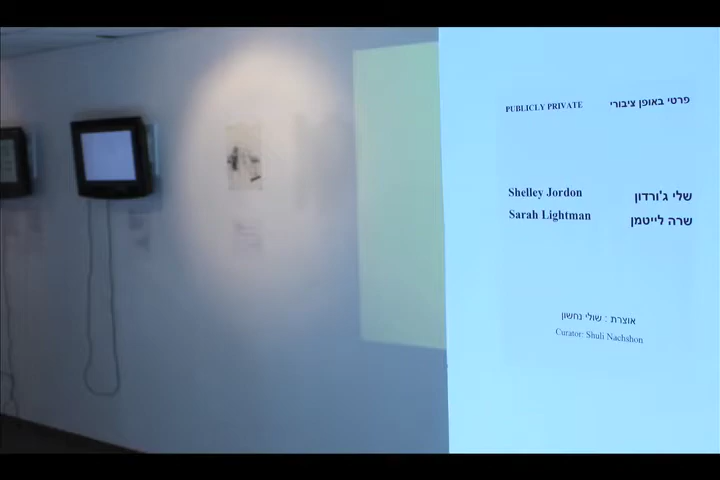 PUBLICLY PRIVATE פרטי באופן ציבורי
Shelley Jordon שלי ג'ורדון
Sarah Lightman שרה לייטמן
אוצרת : שולי נחשון
Curator: Shuli Nachshon